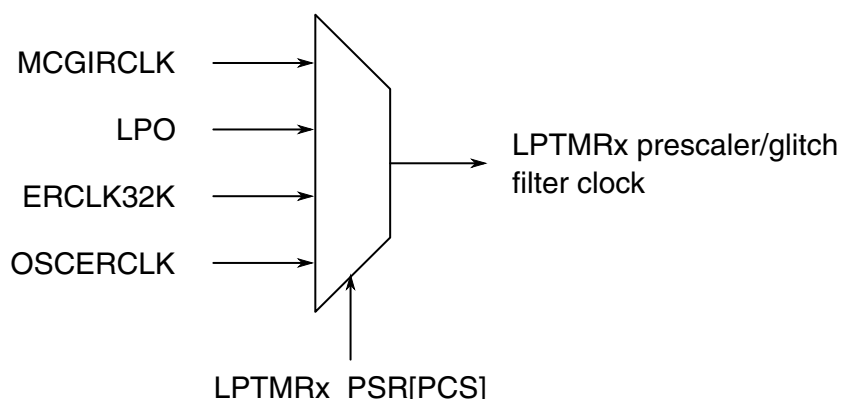 MCGIRCLK
LPO
ERCLK32K
OSCERCLK
LPTMRx prescaler/glitch
filter clock
LPTMRx_PSR[PCS]